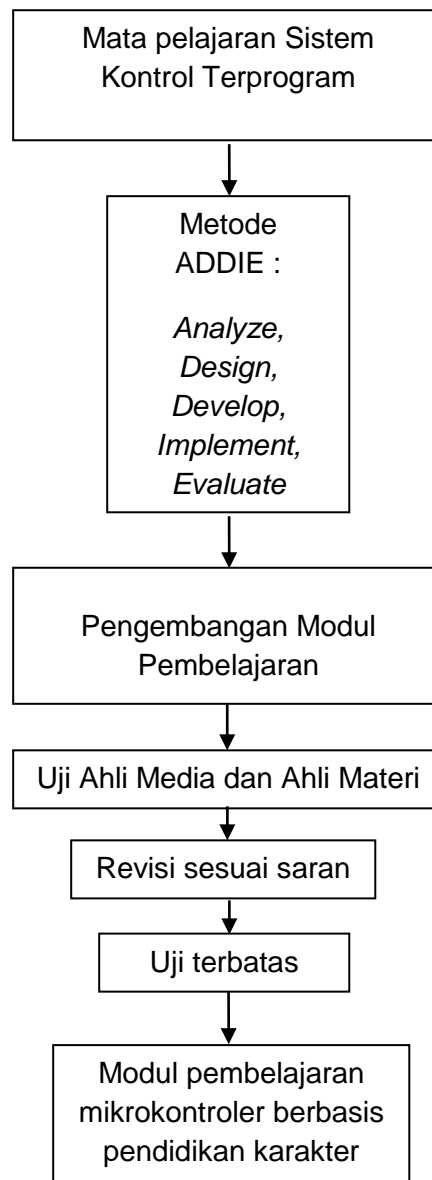 Mata pelajaran Sistem
Kontrol Terprogram
Metode
ADDIE :
Analyze,
Design,
Develop,
Implement,
Evaluate
Pengembangan Modul
Pembelajaran
Uji Ahli Media dan Ahli Materi
Revisi sesuai saran
Uji terbatas
Modul pembelajaran
mikrokontroler berbasis
pendidikan karakter